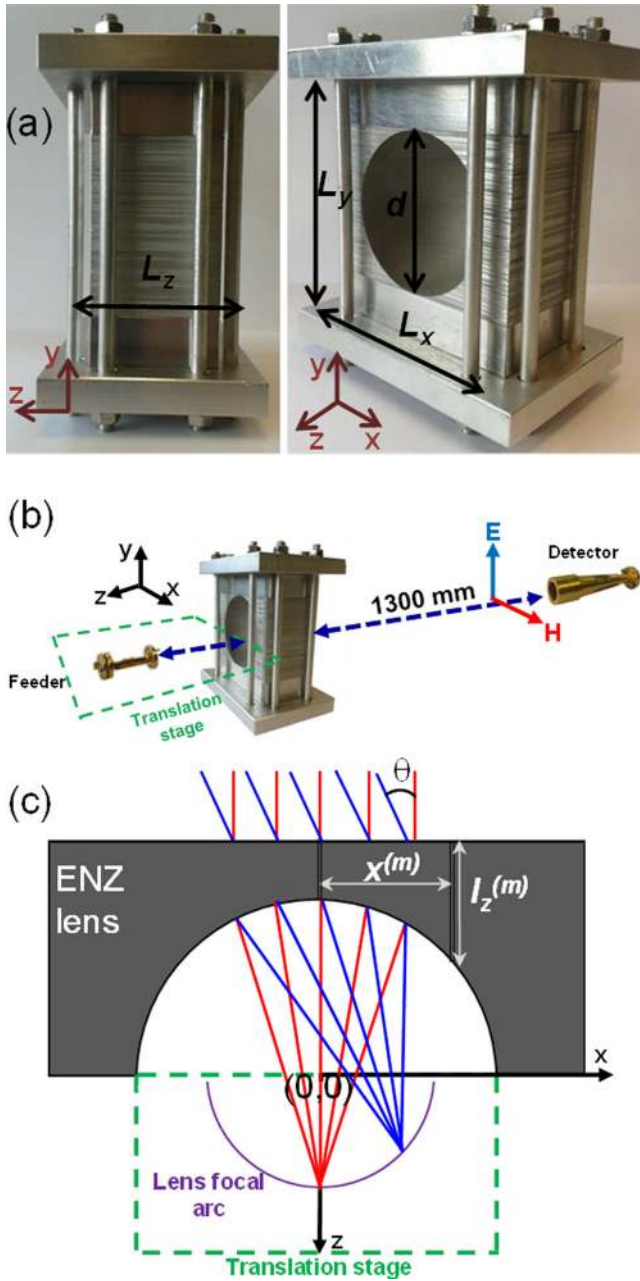 (a)
Lz
y
z
Ly
d
Lx
y
z
x
(b)
y
z
x
Feeder
Translation
stage
1300 mm
E
H
Detector
(c)
θ
ENZ
lens
x(m)
lz(m)
(0,0)
x
Lens focal
arc
z
Translation stage